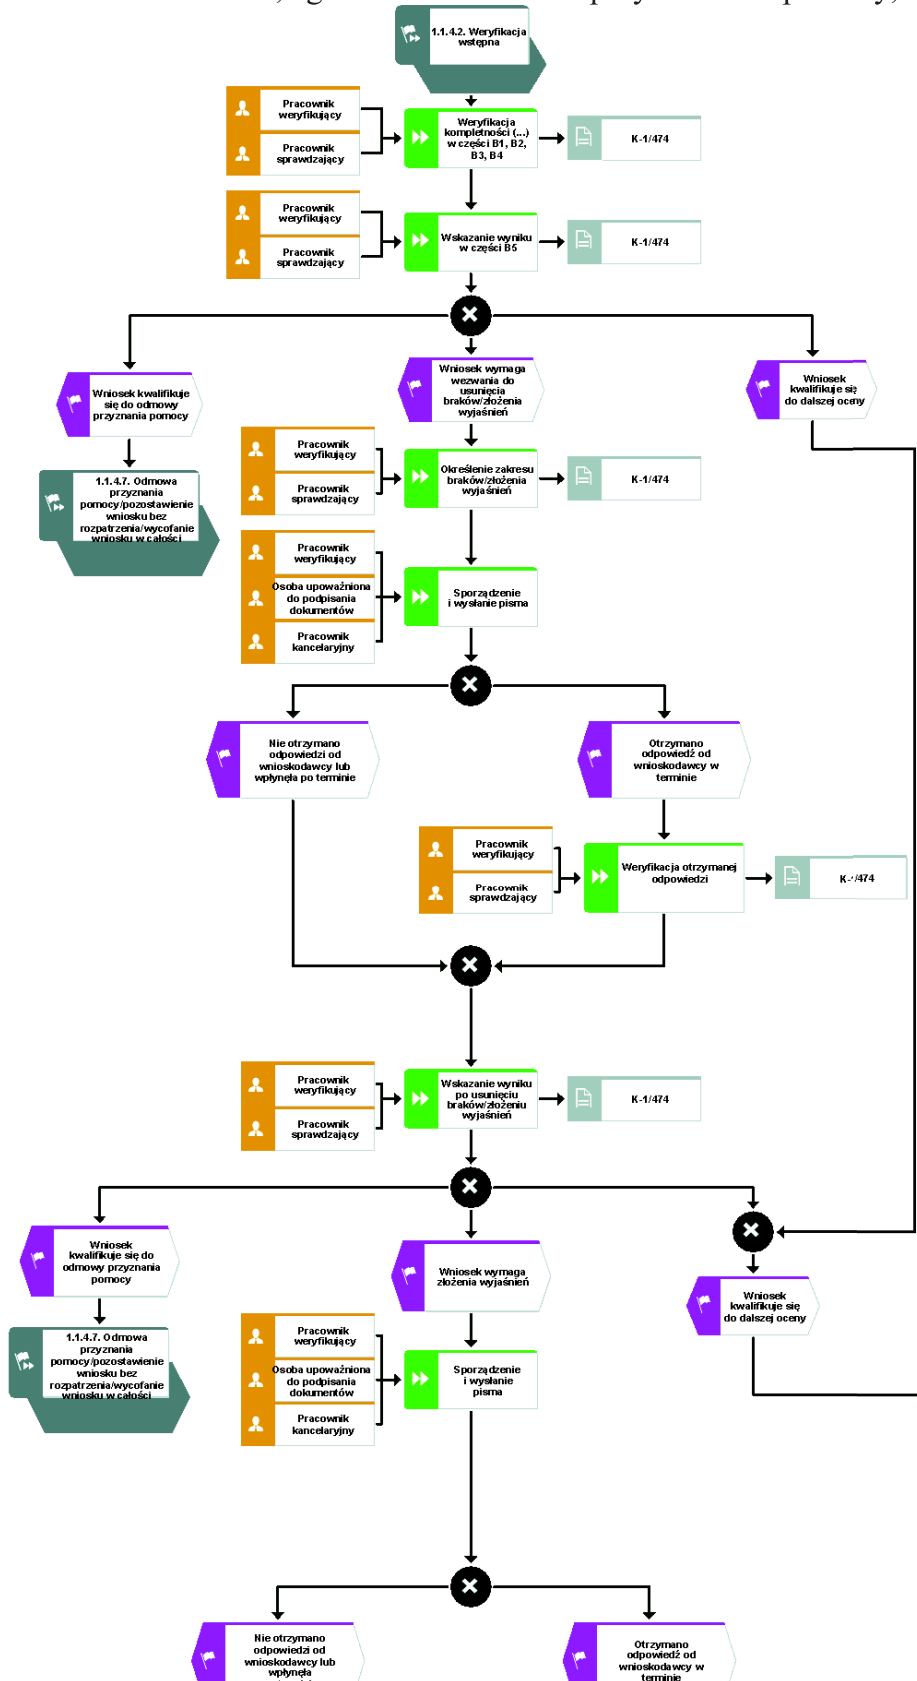 1.1.4.2. Weryfikacja
wstępna
Pracownik
weryfikujący
Pracownik
sprawdzający
Weryfikacja
kompletności (...)
w części B1, B2,
B3, B4
K-1/474
Pracownik
weryfikujący
Pracownik
sprawdzający
Wskazanie wyniku
w części B5
K-1/474
Wniosek kwalifikuje
się do odmowy
przyznania pomocy
Wniosek wymaga
wezwania do
usunięcia
braków/złożenia
wyjaśnień
Wniosek
kwalifikuje się
do dalszej oceny
1.1.4.7. Odmowa
przyznania
pomocy/pozostawienie
wniosku bez
rozpatrzenia/wycofanie
wniosku w całości
Pracownik
weryfikujący
Pracownik
sprawdzający
Określenie zakresu
braków/złożenia
wyjaśnień
K-1/474
Pracownik
weryfikujący
Osoba upoważniona
do podpisania
dokumentów
Pracownik
kancelaryjny
Sporządzenie
i wysłanie pisma
Nie otrzymano
odpowiedzi od
wnioskodawcy lub
wpłynęła po terminie
Otrzymano
odpowiedź od
wnioskodawcy w
terminie
Pracownik
weryfikujący
Pracownik
sprawdzający
Weryfikacja otrzymanej
odpowiedzi
K-1/474
Pracownik
weryfikujący
Pracownik
sprawdzający
Wskazanie wyniku
po usunięciu
braków/złożeniu
wyjaśnień
K-1/474
Wniosek
kwalifikuje się do
odmowy przyznania
pomocy
Wniosek wymaga
złożenia wyjaśnień
Wniosek
kwalifikuje się
do dalszej oceny
1.1.4.7. Odmowa
przyznania
pomocy/pozostawienie
wniosku bez
rozpatrzenia/wycofanie
wniosku w całości
Pracownik
weryfikujący
Osoba upoważniona
do podpisania
dokumentów
Pracownik
kancelaryjny
Sporządzenie
i wysłanie
pisma
Nie otrzymano
odpowiedzi od
wnioskodawcy lub
wpłynęła
Otrzymano
odpowiedź od
wnioskodawcy w
terminie